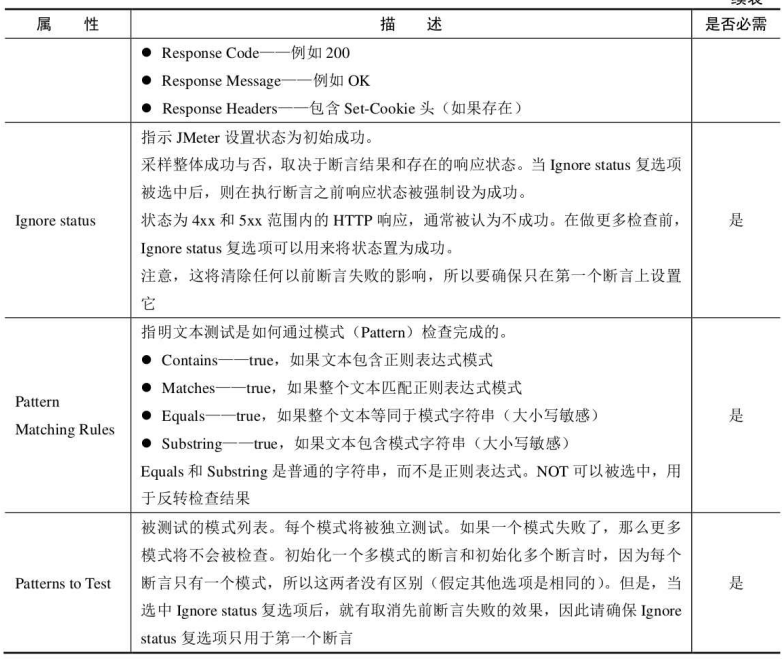 续表
属 性 描 述 是否必需
● Response Code——例如 200
● Response Message——例如 OK
● Response Headers——包含 Set-Cookie 头（如果存在）
指示 JMeter 设置状态为初始成功。
采样整体成功与否，取决于断言结果和存在的响应状态。当 Ignore status 复选项
被选中后，则在执行断言之前响应状态被强制设为成功。
Ignore status
状态为 4xx 和 5xx 范围内的 HTTP 响应，通常被认为不成功。在做更多检查前，
是
Ignore status 复选项可以用来将状态置为成功。
注意，这将清除任何以前断言失败的影响，所以要确保只在第一个断言上设置
它
指明文本测试是如何通过模式（Pattern）检查完成的。
● Contains——true，如果文本包含正则表达式模式
● Matches——true，如果整个文本匹配正则表达式模式
Pattern
Matching Rules
● Equals——true，如果整个文本等同于模式字符串（大小写敏感）
是
● Substring——true，如果文本包含模式字符串（大小写敏感）
Equals 和 Substring 是普通的字符串，而不是正则表达式。NOT 可以被选中，用
于反转检查结果
被测试的模式列表。每个模式将被独立测试。如果一个模式失败了，那么更多
模式将不会被检查。初始化一个多模式的断言和初始化多个断言时，因为每个
Patterns to Test
断言只有一个模式，所以这两者没有区别（假定其他选项是相同的）。但是，当
是
选中 Ignore status 复选项后，就有取消先前断言失败的效果，因此请确保 Ignore
status 复选项只用于第一个断言